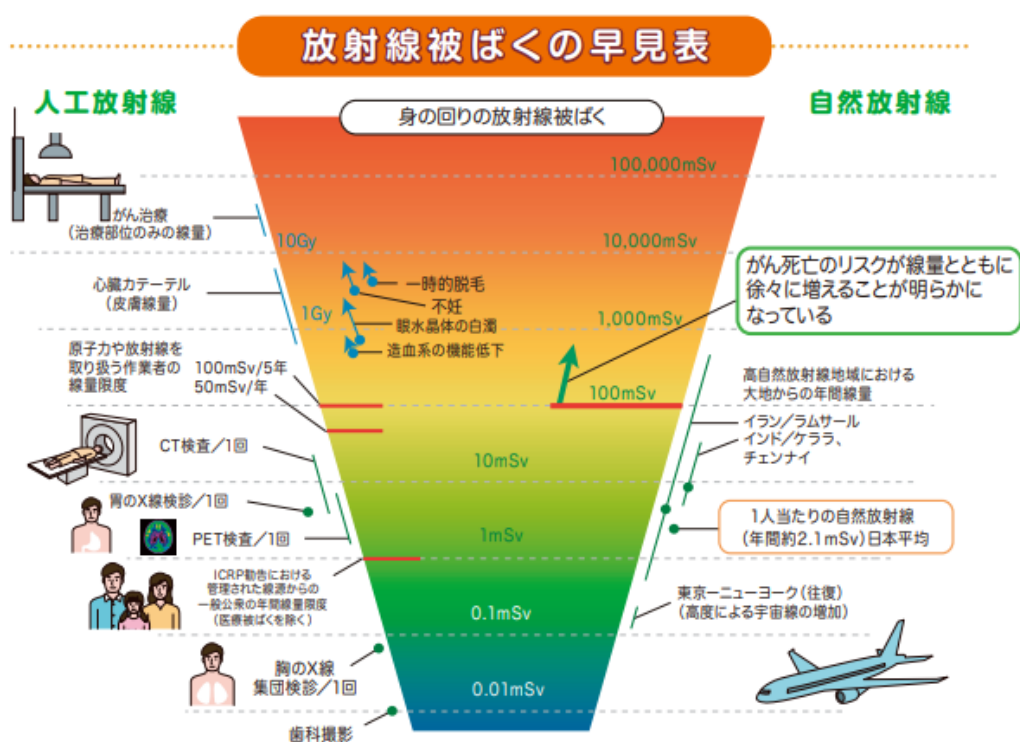 放射線被ばくの早見表
人工放射線
身の回りの放射線被ばく
自然放射線
100,000mSv
がん治療
(治療部位のみの線量)
10Gy
10,000mSv
心臓カテーテル
(皮膚線量)
一時的脱毛
不妊
1Gy
眼水晶体の白濁
造血系の機能低下
1,000mSv
がん死亡のリスクが線量とともに
徐々に増えることが明らかに
なっている
原子力や放射線を
取り扱う作業者の
線量限度
100mSv/5年
50mSv/年
100mSv
高自然放射線地域における
大地からの年間線量
イラン/ラムサール
インド/ケララ、
チェンナイ
CT検査/1回
10mSv
胃のX線検診/1回
PET検査/1回
1mSv
1人当たりの自然放射線
(年間約2.1mSv)日本平均
ICRP勧告における
管理された線源からの
一般公衆の年間線量限度
(医療被ばくを除く)
0.1mSv
東京ーニューヨーク(往復)
(高度による宇宙線の増加)
胸のX線
集団検診/1回
0.01mSv
歯科撮影